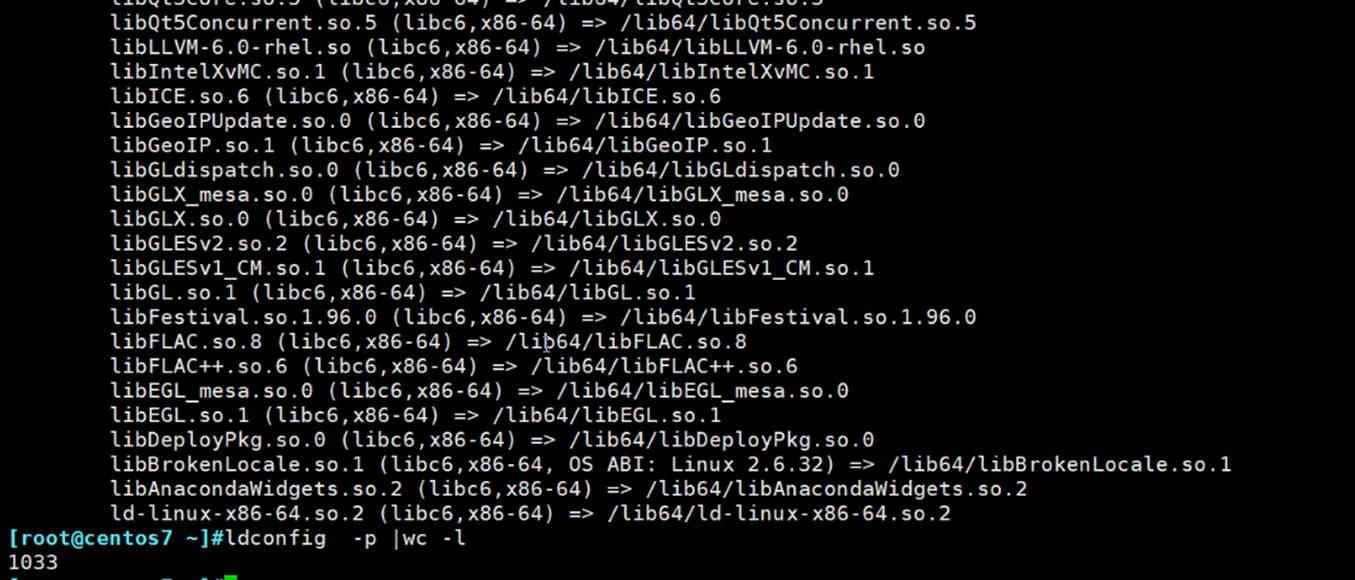 libQt5Core.so.5 (libc6,x86-64) => /lib64/libQt5Core.so.5
libQt5Concurrent.so.5 (libc6,x86-64) => /lib64/libQt5Concurrent.so.5
libLLVM-6.0-rhel.so (libc6,x86-64) => /lib64/libLLVM-6.0-rhel.so
libIntelXvMC.so.1 (libc6,x86-64) => /lib64/libIntelXvMC.so.1
libICE.so.6 (libc6,x86-64) => /lib64/libICE.so.6
libGeoIPUpdate.so.0 (libc6,x86-64) => /lib64/libGeoIPUpdate.so.0
libGeoIP.so.1 (libc6,x86-64) => /lib64/libGeoIP.so.1
libGLdispatch.so.0 (libc6,x86-64) => /lib64/libGLdispatch.so.0
libGLX_mesa.so.0 (libc6,x86-64) => /lib64/libGLX_mesa.so.0
libGLX.so.0 (libc6,x86-64) => /lib64/libGLX.so.0
libGLESv2.so.2 (libc6,x86-64) => /lib64/libGLESv2.so.2
libGLESv1_CM.so.1 (libc6,x86-64) => /lib64/libGLESv1_CM.so.1
libGL.so.1 (libc6,x86-64) => /lib64/libGL.so.1
libFestival.so.1.96.0 (libc6,x86-64) => /lib64/libFestival.so.1.96.0
libFLAC.so.8 (libc6,x86-64) => /lib64/libFLAC.so.8
libFLAC++.so.6 (libc6,x86-64) => /lib64/libFLAC++.so.6
libEGL_mesa.so.0 (libc6,x86-64) => /lib64/libEGL_mesa.so.0
libEGL.so.1 (libc6,x86-64) => /lib64/libEGL.so.1
libDeployPkg.so.0 (libc6,x86-64) => /lib64/libDeployPkg.so.0
libBrokenLocale.so.1 (libc6,x86-64, OS ABI: Linux 2.6.32) => /lib64/libBrokenLocale.so.1
libAnacondaWidgets.so.2 (libc6,x86-64) => /lib64/libAnacondaWidgets.so.2
ld-linux-x86-64.so.2 (libc6,x86-64) => /lib64/ld-linux-x86-64.so.2
[root@centos7 ~]#ldconfig  -p |wc -l
1033